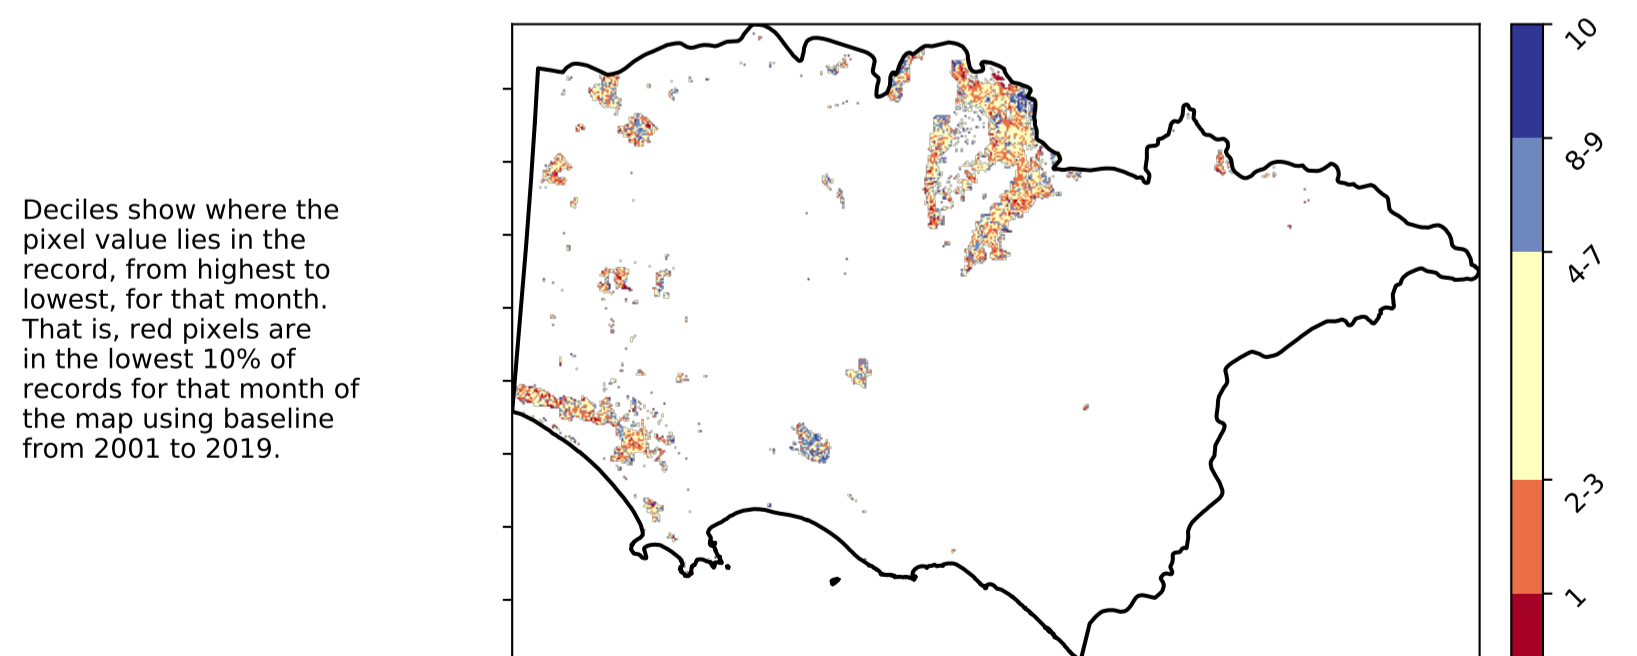 Deciles show where the
pixel value lies in the
record, from highest to
lowest, for that month.
That is, red pixels are
in the lowest 10% of
records for that month of
the map using baseline
from 2001 to 2019.
10
8-9
4-7
2-3
1